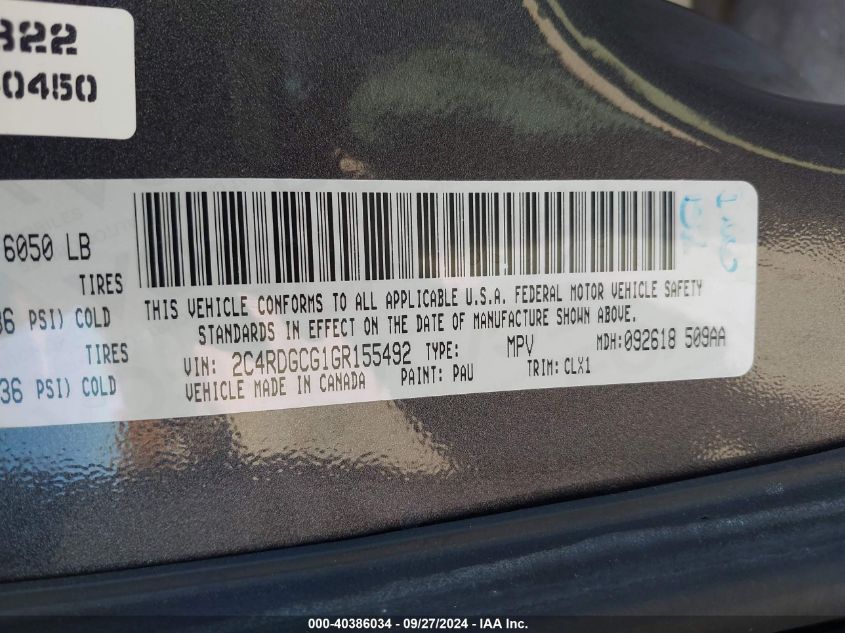 322
0450
6050 LB
TIRES
36 PSI) COLD
36 PSI) COLD
THIS VEHICLE CONFORMS TO ALL APPLICABLE U.S.A. FEDERAL MOTOR VEHICLE SAFETY
STANDARDS IN EFFECT ON THE DATE OF MANUFACTURE SHOWN ABOVE.
VIN: 2C4RDGCG1GR155492 TYPE: MPV MDH: 092618 509AA
VEHICLE MADE IN CANADA PAINT: PAU TRIM: CLX1
000-40386034 - 09/27/2024 - IAA Inc.